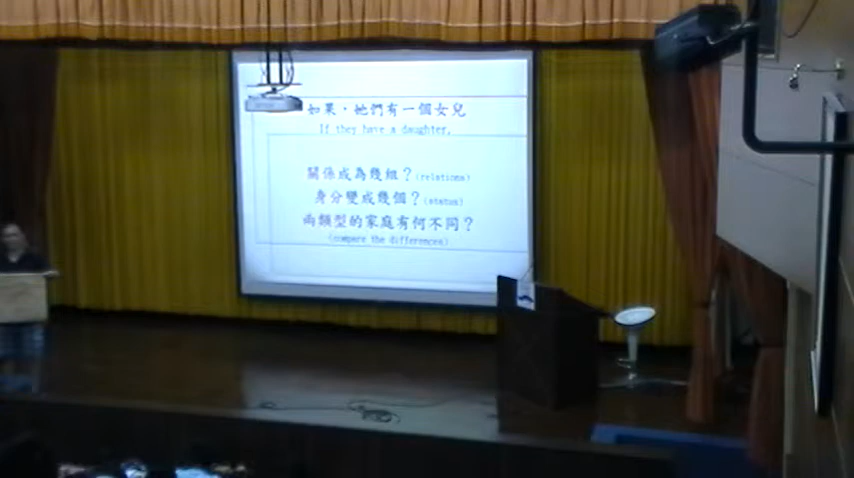 如果，她們有一個女兒
If they have a daughter,
關係成為幾組？(relations)
身分變成幾個？(status)
兩類型的家庭有何不同？
(compare the differences)